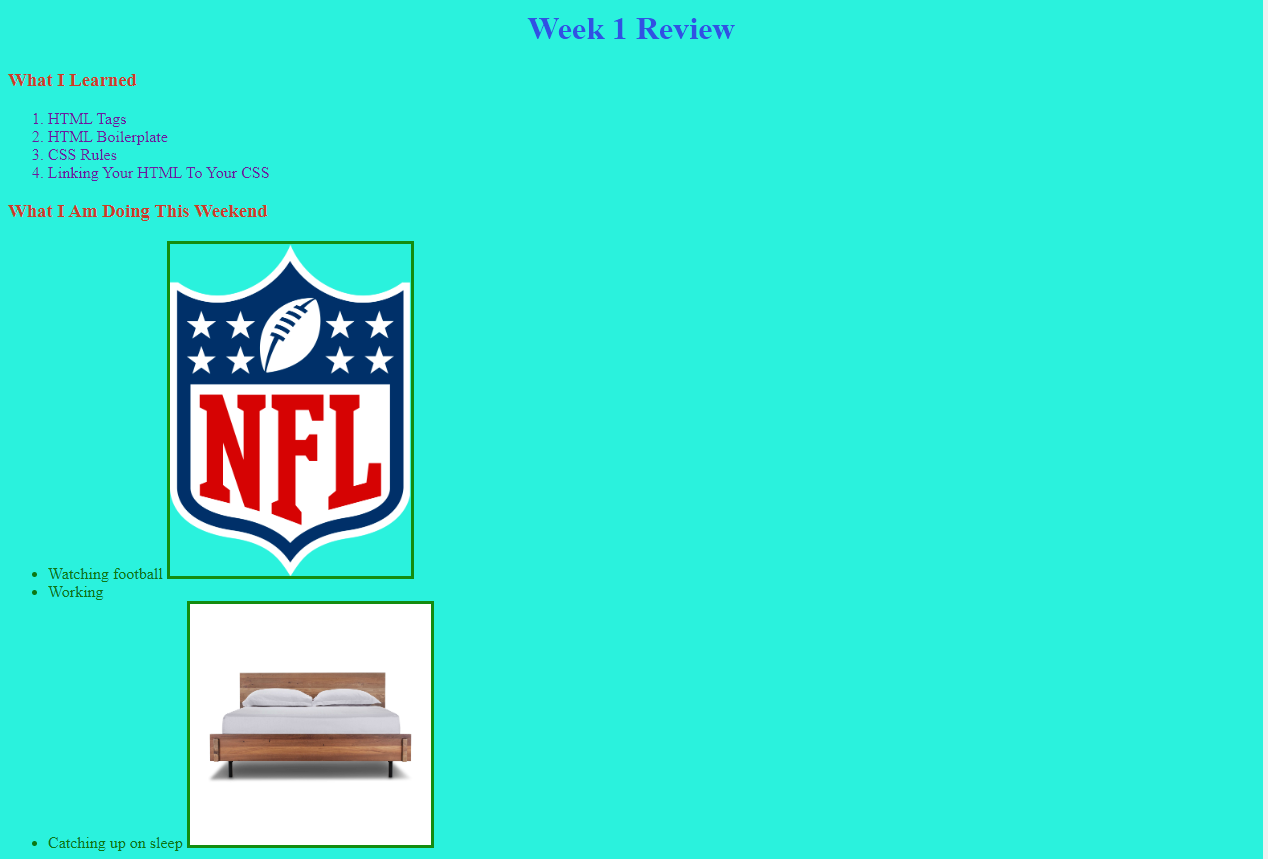 Week 1 Review
What I Learned
1. HTML Tags
2. HTML Boilerplate
3. CSS Rules
4. Linking Your HTML To Your CSS
What I Am Doing This Weekend
NFL
• Watching football
• Working
• Catching up on sleep